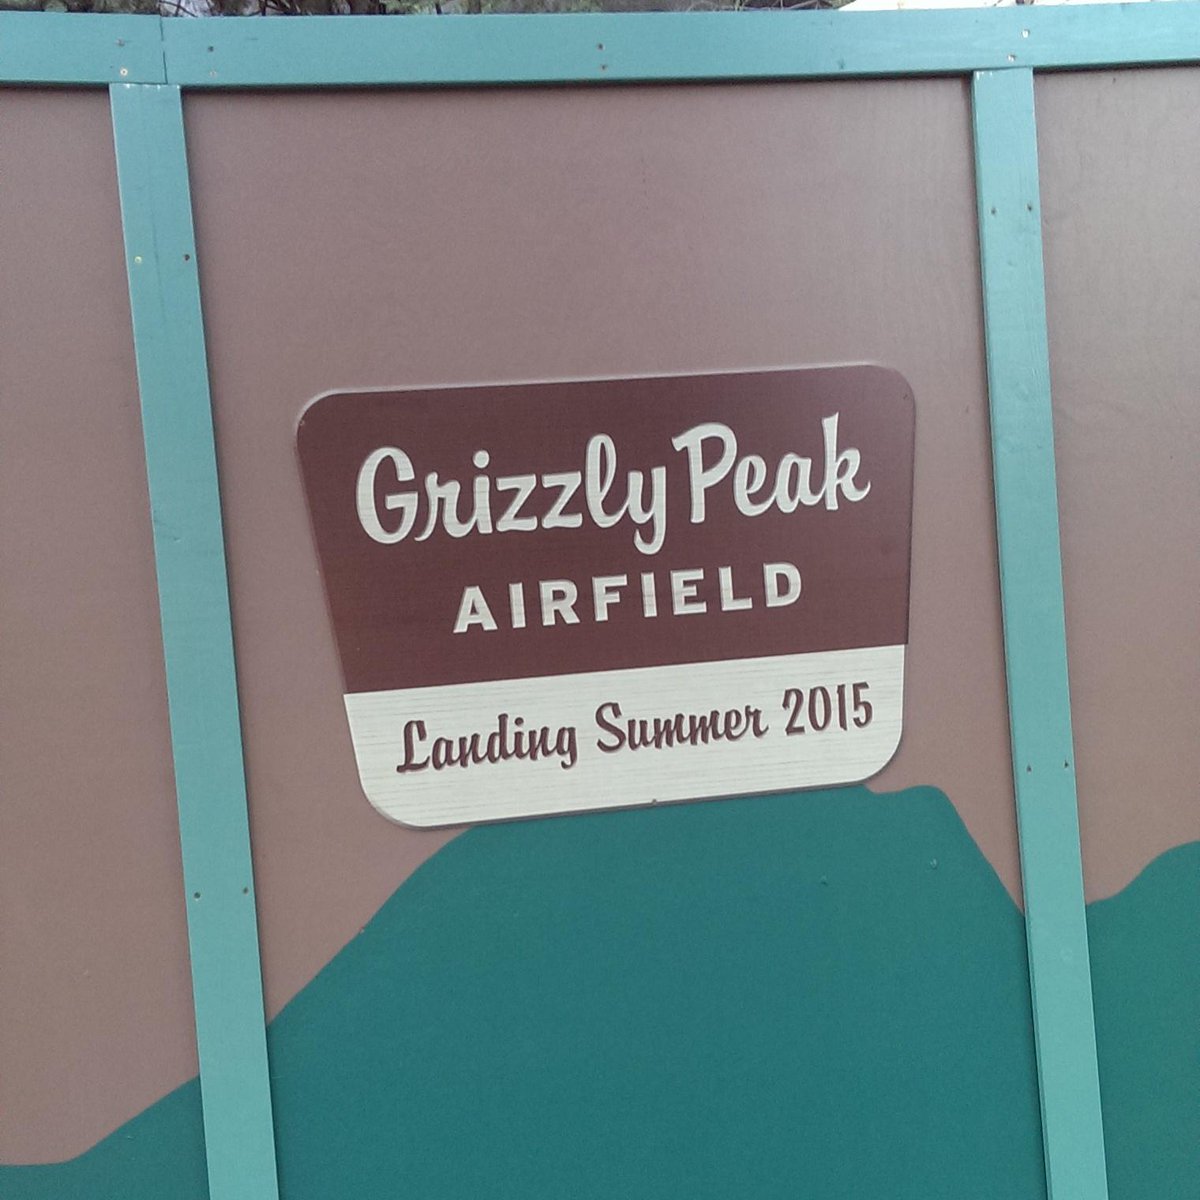 Grizzly Peak
AIRFIELD
Landing Summer 2015